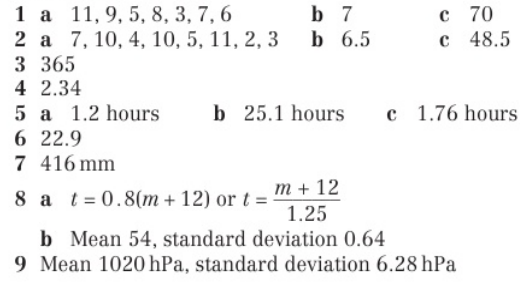 1 a 11, 9, 5, 8, 3, 7, 6 b 7 c 70
2 a 7, 10, 4, 10, 5, 11, 2, 3 b 6.5 c 48.5
3 365
4 2.34
5 a 1.2 hours b 25.1 hours c 1.76 hours
6 22.9
7 416 mm
8 a t = 0.8(m + 12) or t = (m + 12)/1.25
b Mean 54, standard deviation 0.64
9 Mean 1020 hPa, standard deviation 6.28 hPa